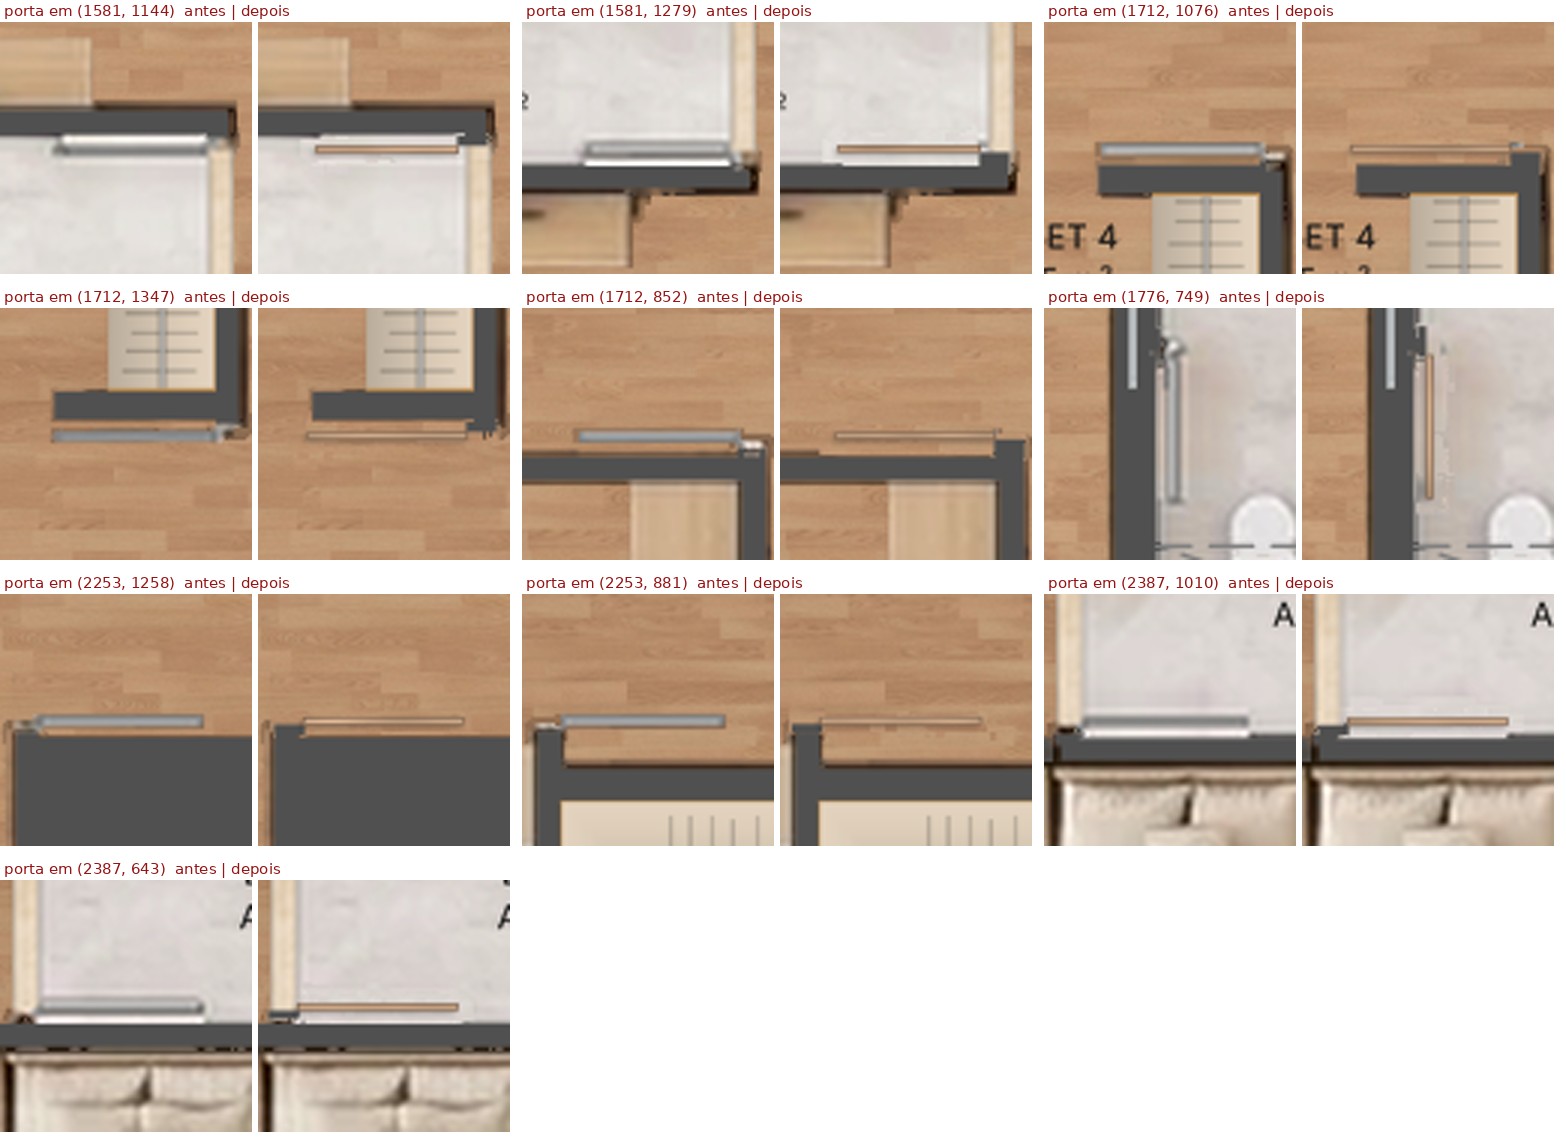 porta em (1581, 1144) antes | depois
porta em (1581, 1279) antes | depois
porta em (1712, 1076) antes | depois
2
2
ET 4
ET 4
porta em (1712, 1347) antes | depois
porta em (1712, 852) antes | depois
porta em (1776, 749) antes | depois
porta em (2253, 1258) antes | depois
porta em (2253, 881) antes | depois
porta em (2387, 1010) antes | depois
A
A
porta em (2387, 643) antes | depois
A
A